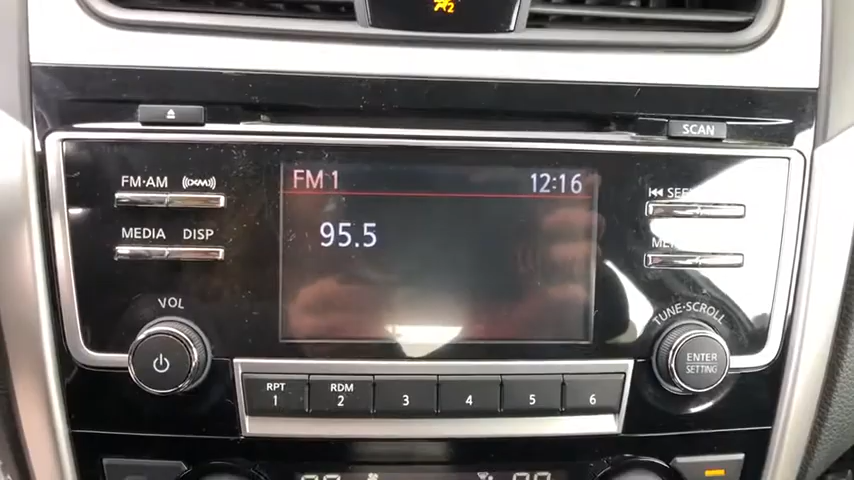 SCAN
FM·AM ((XM))
FM 1 12:16
SEEK
MEDIA DISP
95.5
VOL
TUNE·SCROLL
ENTER
SETTING
RPT RDM
1 2 3 4 5 6